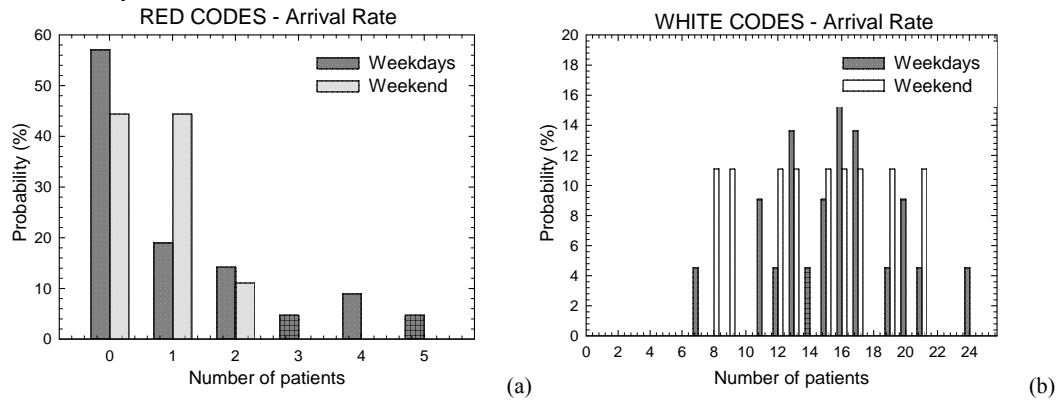 RED CODES - Arrival Rate
60
50
40
30
20
10
0
Probability (%)
Weekdays
Weekend
0 1 2 3 4 5
Number of patients
(a)
WHITE CODES - Arrival Rate
20
18
16
14
12
10
8
6
4
2
0
Probability (%)
Weekdays
Weekend
0 2 4 6 8 10 12 14 16 18 20 22 24
Number of patients
(b)